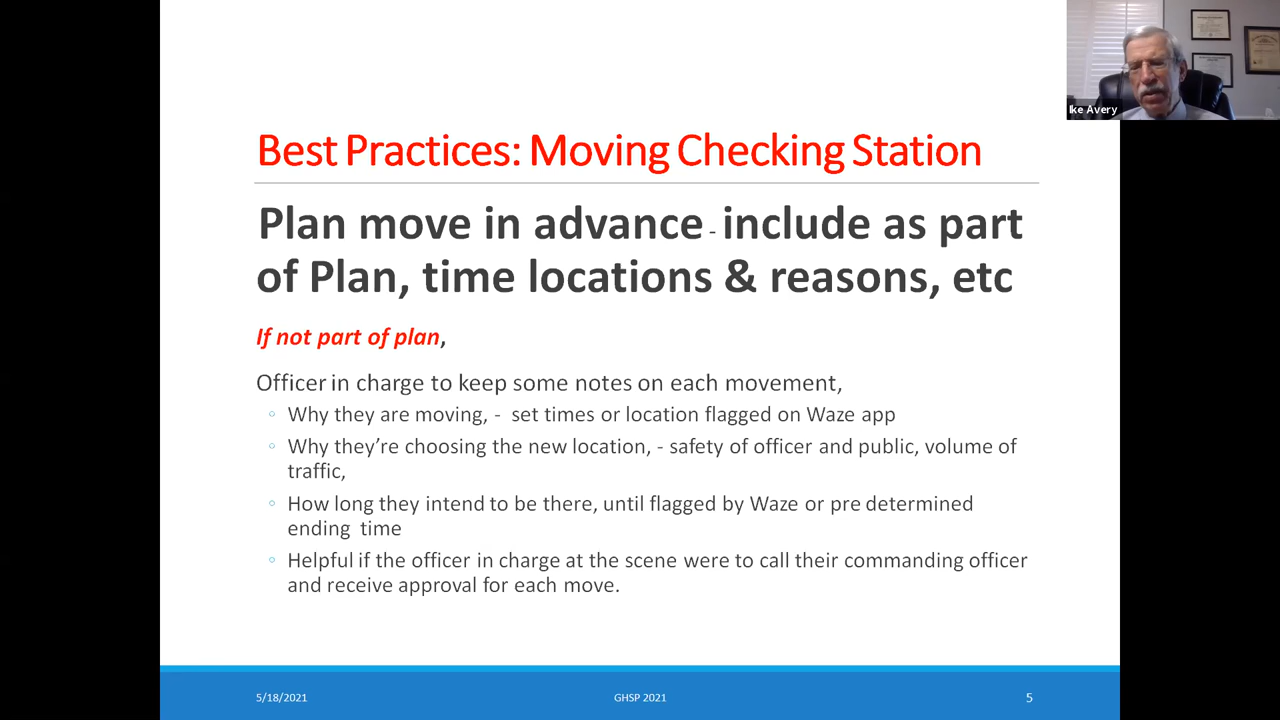 Ike Avery
Best Practices: Moving Checking Station
Plan move in advance - include as part
of Plan, time locations & reasons, etc
If not part of plan,
Officer in charge to keep some notes on each movement,
Why they are moving, - set times or location flagged on Waze app
Why they're choosing the new location, - safety of officer and public, volume of
traffic,
How long they intend to be there, until flagged by Waze or pre determined
ending time
Helpful if the officer in charge at the scene were to call their commanding officer
and receive approval for each move.
5/18/2021
GHSP 2021
5